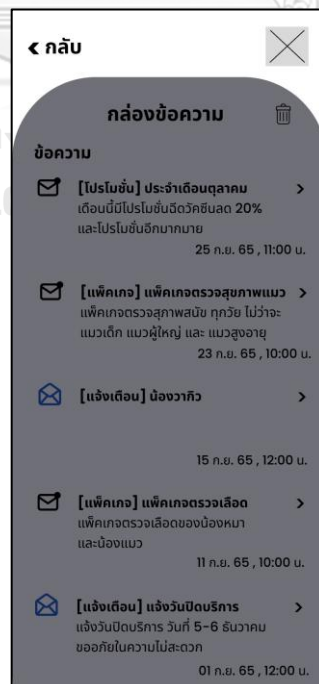 กลับ
กล่องข้อความ
ข้อความ
[โปรโมชั่น] ประจำเดือนตุลาคม
เดือนนี้มีโปรโมชั่นฉีดวัคซีนลด 20%
และโปรโมชั่นอีกมากมาย
25 ก.ย. 65 , 11:00 น.
[แพ็คเกจ] แพ็คเกจตรวจสุขภาพแมว
แพ็คเกจตรวจสุภาพสนัข ทุกวัย ไม่ว่าจะ
แมวเด็ก แมวผู้ใหญ่ และ แมวสูงอายุ
23 ก.ย. 65 , 10:00 น.
[แจ้งเตือน] น้องวากิว
15 ก.ย. 65 , 12:00 น.
[แพ็คเกจ] แพ็คเกจตรวจเลือด
แพ็คเกจตรวจเลือดของน้องหมา
และน้องแมว
11 ก.ย. 65 , 10:00 น.
[แจ้งเตือน] แจ้งวันปิดบริการ
แจ้งวันปิดบริการ วันที่ 5-6 ธันวาคม
ขออภัยในความไม่สะดวก
01 ก.ย. 65 , 12:00 น.